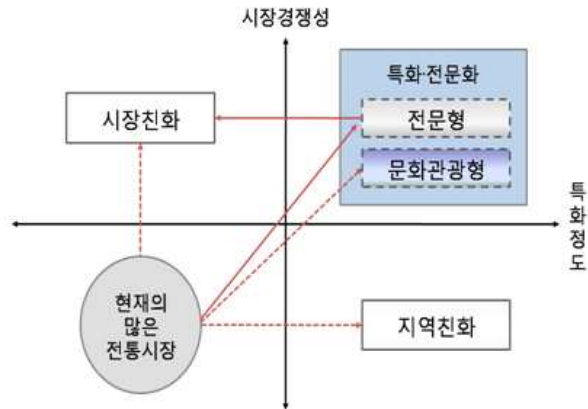 시장경쟁성
특화·전문화
시장친화
전문형
문화관광형
특화정도
현재의
많은
전통시장
지역친화